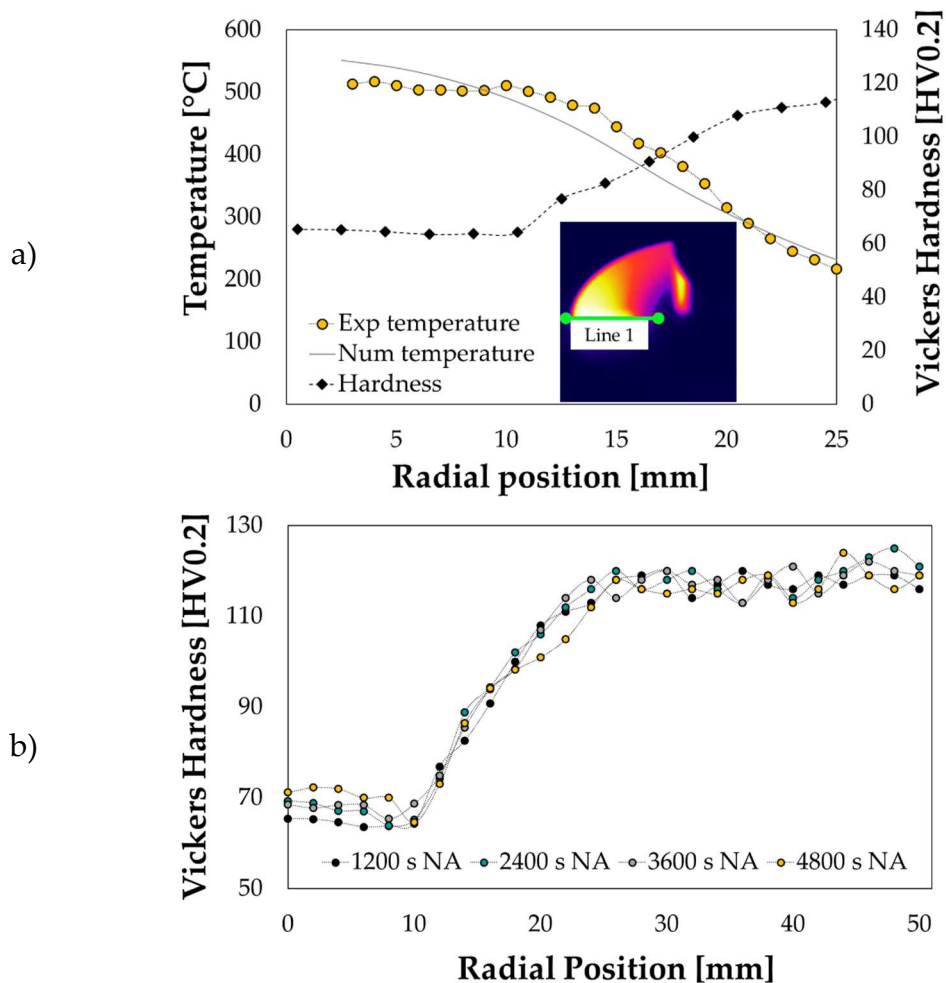 a)
Temperature [°C]
600
500
400
300
200
100
0
Vickers Hardness [HV0.2]
140
120
100
80
60
40
20
0
Exp temperature
Num temperature
Hardness
Line 1
0 5 10 15 20 25
Radial position [mm]
b)
Vickers Hardness [HV0.2]
130
110
90
70
50
1200 s NA 2400 s NA 3600 s NA 4800 s NA
0 10 20 30 40 50
Radial Position [mm]